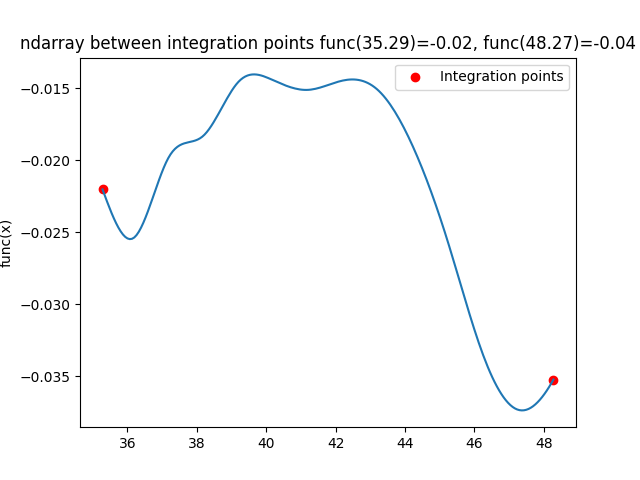 ndarray between integration points func(35.29)=-0.02, func(48.27)=-0.04
Integration points
−0.015
−0.020
−0.025
−0.030
−0.035
func(x)
36 38 40 42 44 46 48